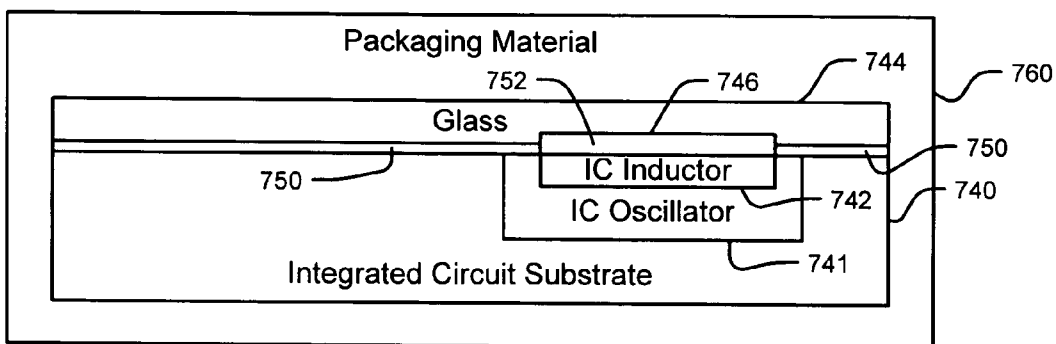 Packaging Material
744
760
752
746
Glass
750
750
IC Inductor
742
740
IC Oscillator
741
Integrated Circuit Substrate